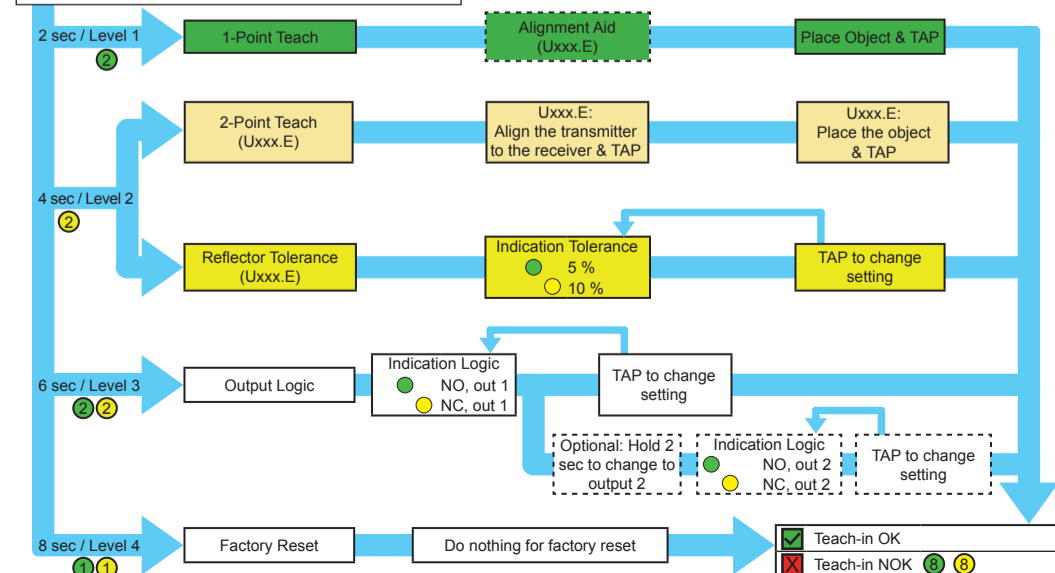 2 sec / Level 1
2
1-Point Teach
Alignment Aid
(Uxxx.E)
Place Object & TAP
4 sec / Level 2
2
2-Point Teach
(Uxxx.E)
Uxxx.E:
Align the transmitter
to the receiver & TAP
Uxxx.E:
Place the object
& TAP
Reflector Tolerance
(Uxxx.E)
Indication Tolerance
5 %
10 %
TAP to change
setting
6 sec / Level 3
2 2
Output Logic
Indication Logic
NO, out 1
NC, out 1
TAP to change
setting
Optional: Hold 2
sec to change to
output 2
Indication Logic
NO, out 2
NC, out 2
TAP to change
setting
8 sec / Level 4
1 1
Factory Reset
Do nothing for factory reset
Teach-in OK
Teach-in NOK 8 8